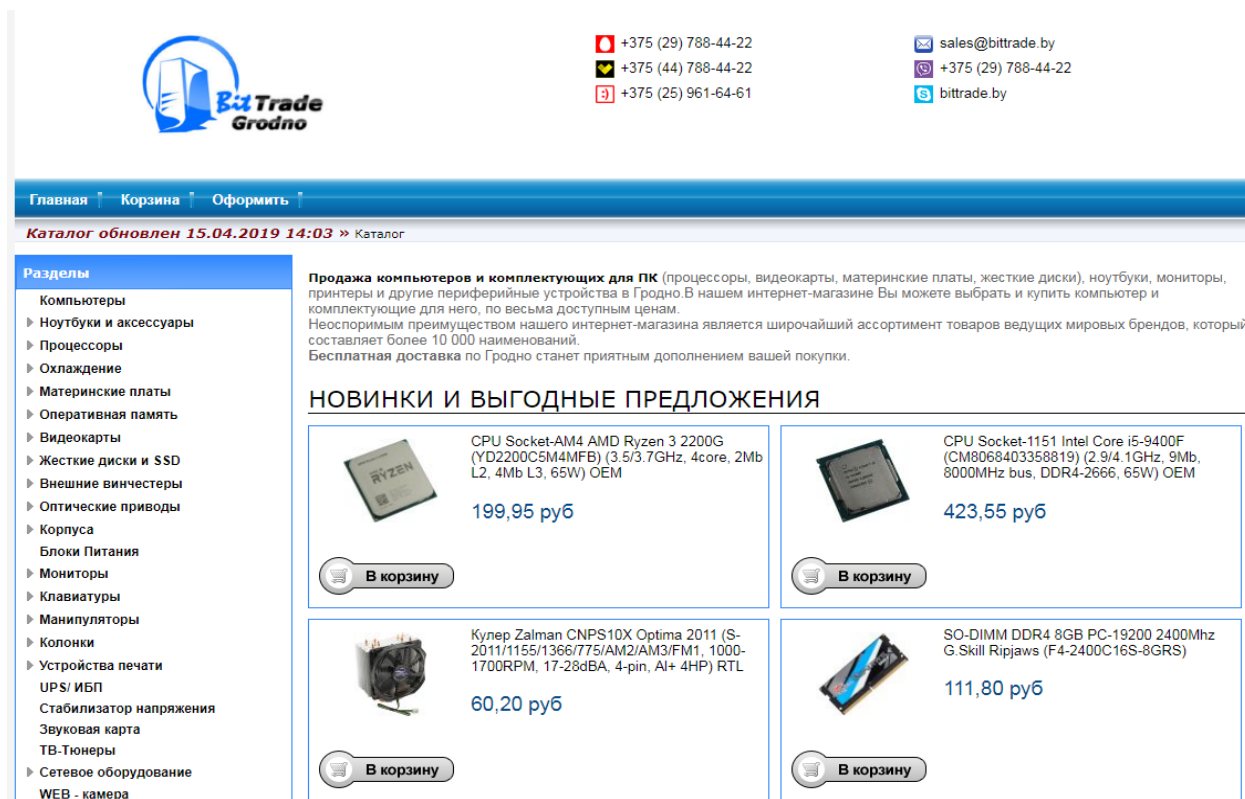 Bit Trade
Grodno
+375 (29) 788-44-22
+375 (44) 788-44-22
+375 (25) 961-64-61
sales@bittrade.by
+375 (29) 788-44-22
bittrade.by
Главная
Корзина
Оформить
Каталог обновлен 15.04.2019 14:03 » Каталог
Разделы
Компьютеры
Ноутбуки и аксессуары
Процессоры
Охлаждение
Материнские платы
Оперативная память
Видеокарты
Жесткие диски и SSD
Внешние винчестеры
Оптические приводы
Корпуса
Блоки Питания
Мониторы
Клавиатуры
Манипуляторы
Колонки
Устройства печати
UPS/ ИБП
Стабилизатор напряжения
Звуковая карта
ТВ-Тюнеры
Сетевое оборудование
WEB - камера
Продажа компьютеров и комплектующих для ПК (процессоры, видеокарты, материнские платы, жесткие диски), ноутбуки, мониторы,
принтеры и другие периферийные устройства в Гродно.В нашем интернет-магазине Вы можете выбрать и купить компьютер и
комплектующие для него, по весьма доступным ценам.
Неоспоримым преимуществом нашего интернет-магазина является широчайший ассортимент товаров ведущих мировых брендов, который
составляет более 10 000 наименований.
Бесплатная доставка по Гродно станет приятным дополнением вашей покупки.
НОВИНКИ И ВЫГОДНЫЕ ПРЕДЛОЖЕНИЯ
CPU Socket-AM4 AMD Ryzen 3 2200G
(YD2200C5M4MFB) (3.5/3.7GHz, 4core, 2Mb
L2, 4Mb L3, 65W) OEM
199,95 руб
В корзину
CPU Socket-1151 Intel Core i5-9400F
(CM8068403358819) (2.9/4.1GHz, 9Mb,
8000MHz bus, DDR4-2666, 65W) OEM
423,55 руб
В корзину
Кулер Zalman CNPS10X Optima 2011 (S-
2011/1155/1366/775/AM2/AM3/FM1, 1000-
1700RPM, 17-28dBA, 4-pin, Al+ 4HP) RTL
60,20 руб
В корзину
SO-DIMM DDR4 8GB PC-19200 2400Mhz
G.Skill Ripjaws (F4-2400C16S-8GRS)
111,80 руб
В корзину
RYZEN